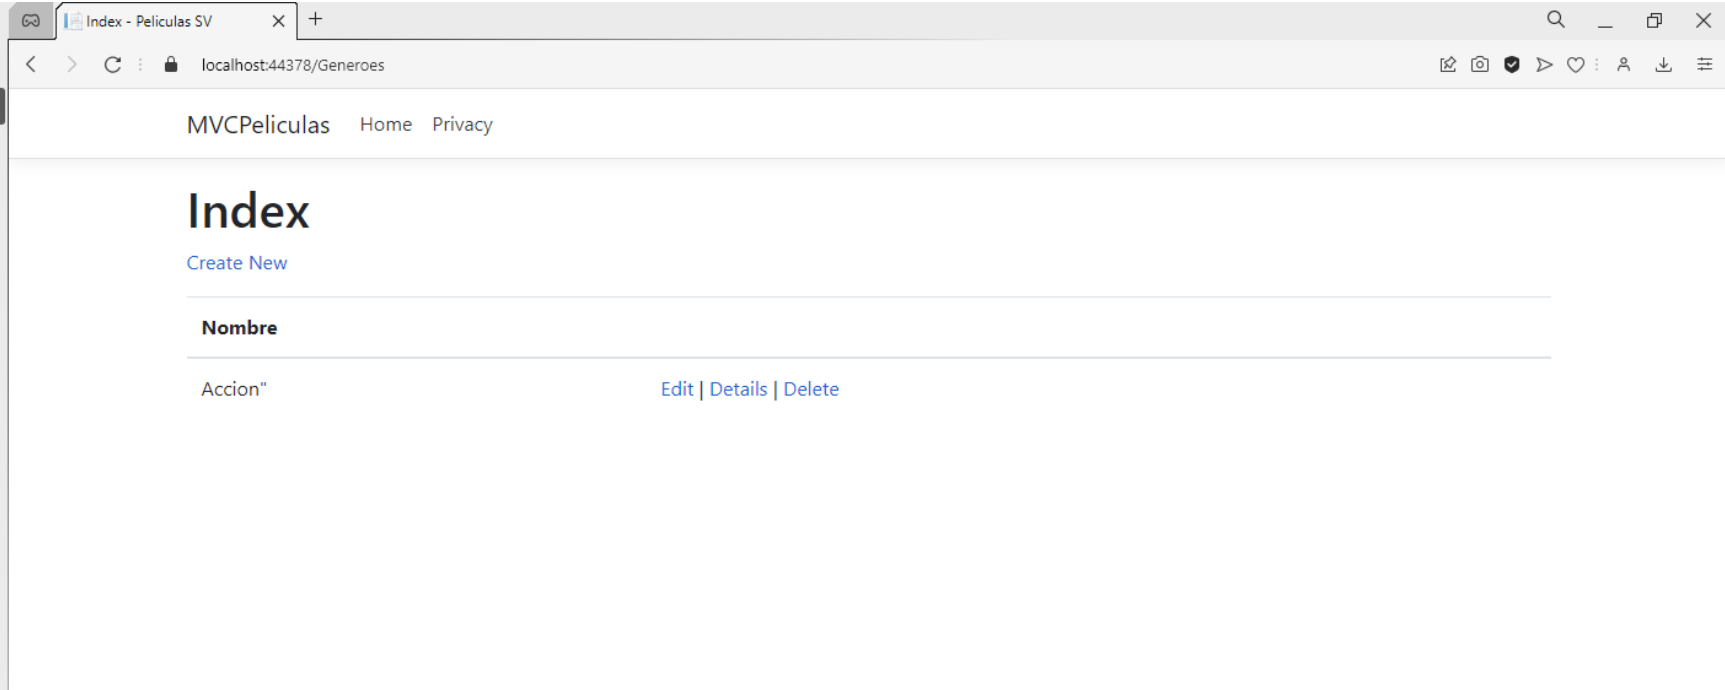 Index - Peliculas SV
localhost:44378/Generoes
MVCPeliculas Home Privacy
Index
Create New
Nombre
Accion" Edit | Details | Delete